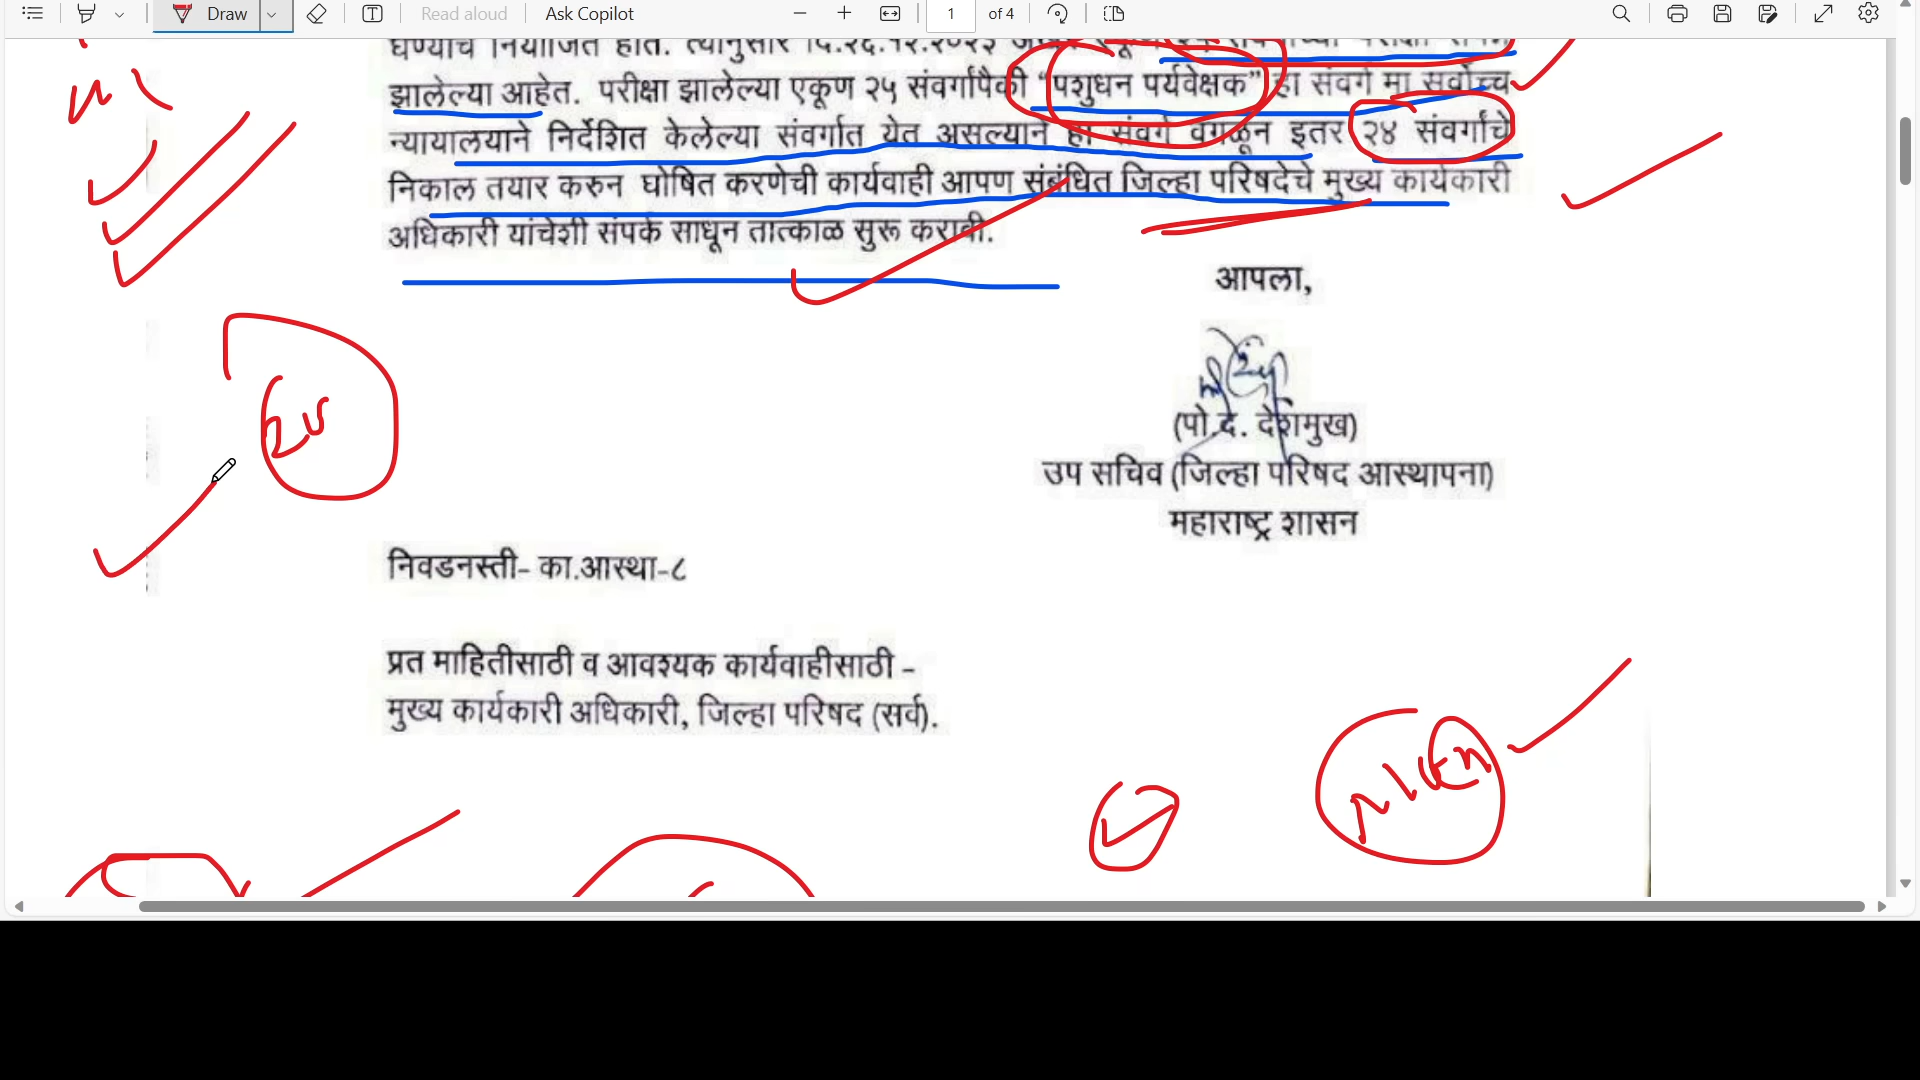 Draw Read aloud Ask Copilot 1 of 4
घेण्याचे नियोजित होते. त्यानुसार दि.२६.१२.२०२३
झालेल्या आहेत. परीक्षा झालेल्या एकूण २५ संवर्गापैकी "पशुधन पर्यवेक्षक" हा संवर्ग मा सर्वोच्च
न्यायालयाने निर्देशित केलेल्या संवर्गात येत असल्याने हा संवर्ग वगळून इतर २४ संवर्गांचे
निकाल तयार करुन घोषित करणेची कार्यवाही आपण संबंधित जिल्हा परिषदेचे मुख्य कार्यकारी
अधिकारी यांचेशी संपर्क साधून तात्काळ सुरू करावी.
आपला,
(पो.द. देशमुख)
उप सचिव (जिल्हा परिषद आस्थापना)
महाराष्ट्र शासन
निवडनस्ती- का.आस्था-८
प्रत माहितीसाठी व आवश्यक कार्यवाहीसाठी -
मुख्य कार्यकारी अधिकारी, जिल्हा परिषद (सर्व).